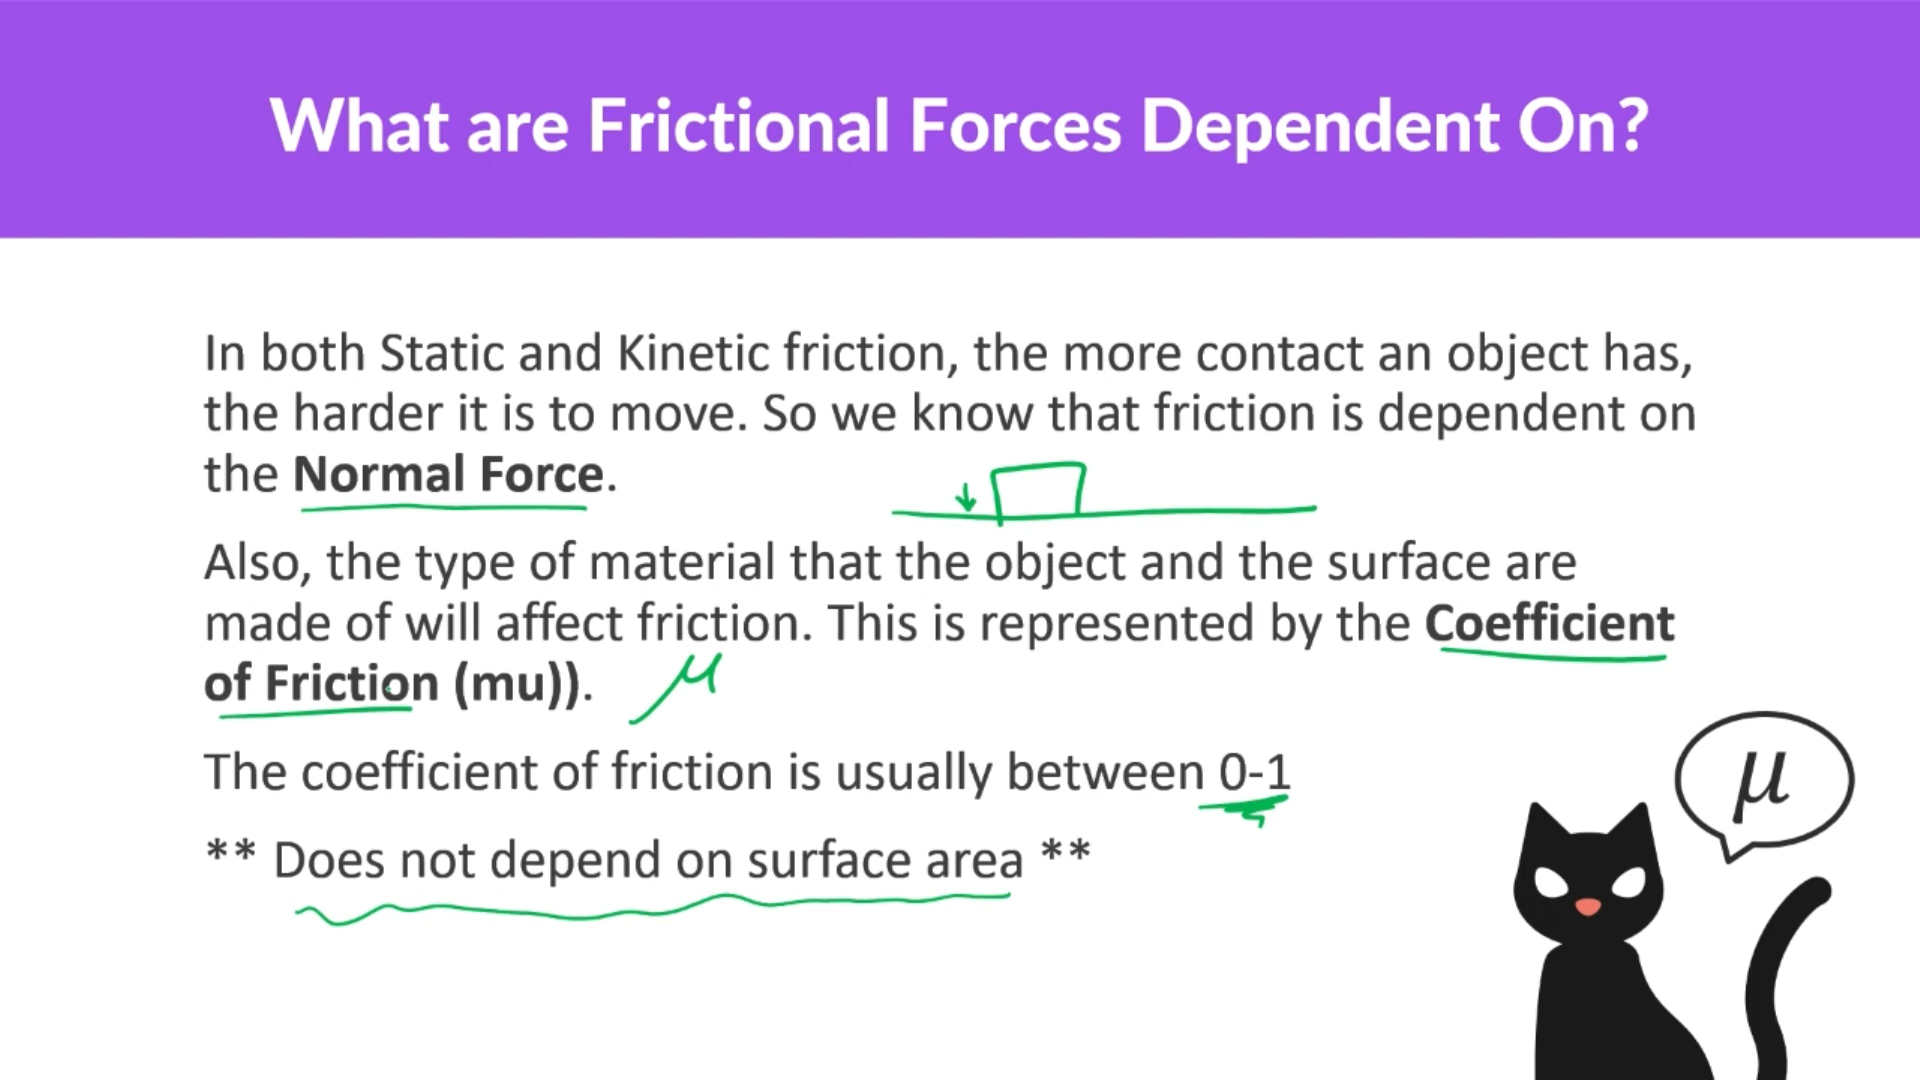 What are Frictional Forces Dependent On?
In both Static and Kinetic friction, the more contact an object has,
the harder it is to move. So we know that friction is dependent on
the Normal Force.
Also, the type of material that the object and the surface are
made of will affect friction. This is represented by the Coefficient
of Friction (mu)).
μ
The coefficient of friction is usually between 0-1
** Does not depend on surface area **
μ